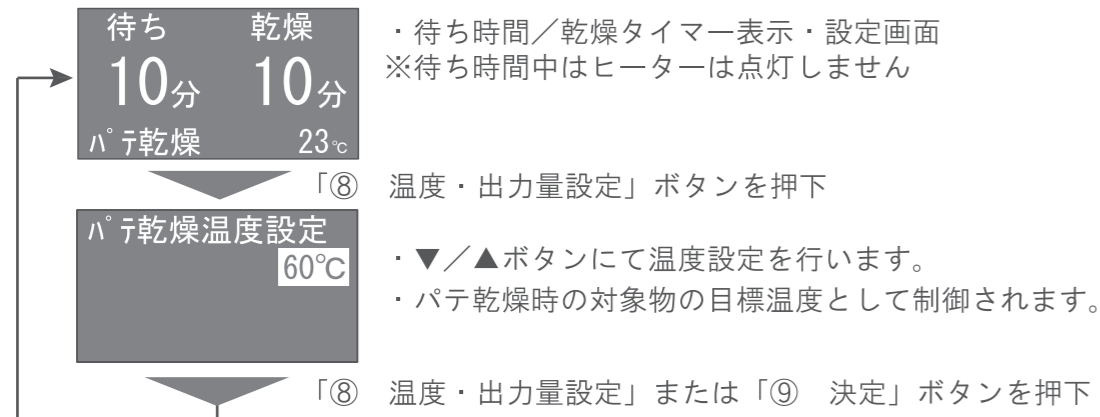 待ち 乾燥
10分 10分
パテ乾燥 23℃
・待ち時間／乾燥タイマー表示・設定画面
※待ち時間中はヒーターは点灯しません
「⑧ 温度・出力量設定」ボタンを押下
パテ乾燥温度設定
60℃
・▼／▲ボタンにて温度設定を行います。
・パテ乾燥時の対象物の目標温度として制御されます。
「⑧ 温度・出力量設定」または「⑨ 決定」ボタンを押下